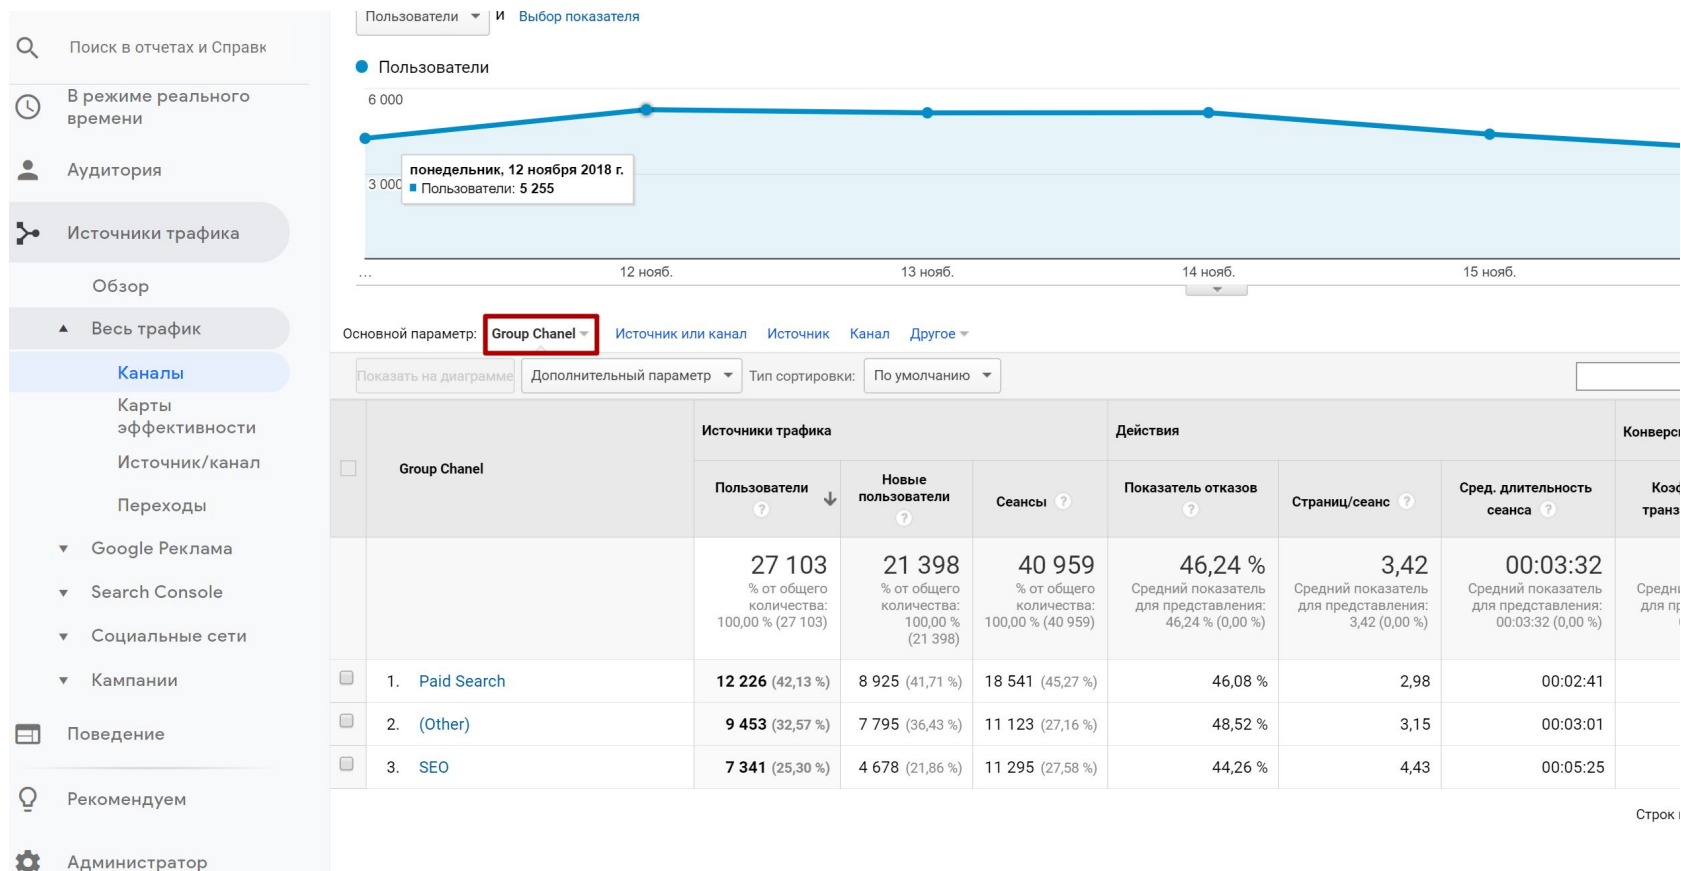 Пользователи и Выбор показателя
Поиск в отчетах и Справк
Пользователи
В режиме реального
времени
6 000
Аудитория
понедельник, 12 ноября 2018 г.
3 000
Пользователи: 5 255
Источники трафика
...
12 нояб.
13 нояб.
14 нояб.
15 нояб.
Обзор
Весь трафик
Каналы
Карты
эффективности
Источник/канал
Переходы
Google Реклама
Search Console
Социальные сети
Кампании
Поведение
Рекомендуем
Администратор
Основной параметр: Group Chanel Источник или канал Источник Канал Другое
Показать на диаграмме Дополнительный параметр Тип сортировки: По умолчанию
Group Chanel
Источники трафика
Действия
Конверс
Пользователи
?
Новые
пользователи
?
Сеансы ?
Показатель отказов
?
Страниц/сеанс ?
Сред. длительность
сеанса ?
Коэф
транз
27 103
% от общего
количества:
100,00 % (27 103)
21 398
% от общего
количества:
100,00 %
(21 398)
40 959
% от общего
количества:
100,00 % (40 959)
46,24 %
Средний показатель
для представления:
46,24 % (0,00 %)
3,42
Средний показатель
для представления:
3,42 (0,00 %)
00:03:32
Средний показатель
для представления:
00:03:32 (0,00 %)
Средн
для пр
1. Paid Search 12 226 (42,13 %) 8 925 (41,71 %) 18 541 (45,27 %) 46,08 % 2,98 00:02:41
2. (Other) 9 453 (32,57 %) 7 795 (36,43 %) 11 123 (27,16 %) 48,52 % 3,15 00:03:01
3. SEO 7 341 (25,30 %) 4 678 (21,86 %) 11 295 (27,58 %) 44,26 % 4,43 00:05:25
Строк